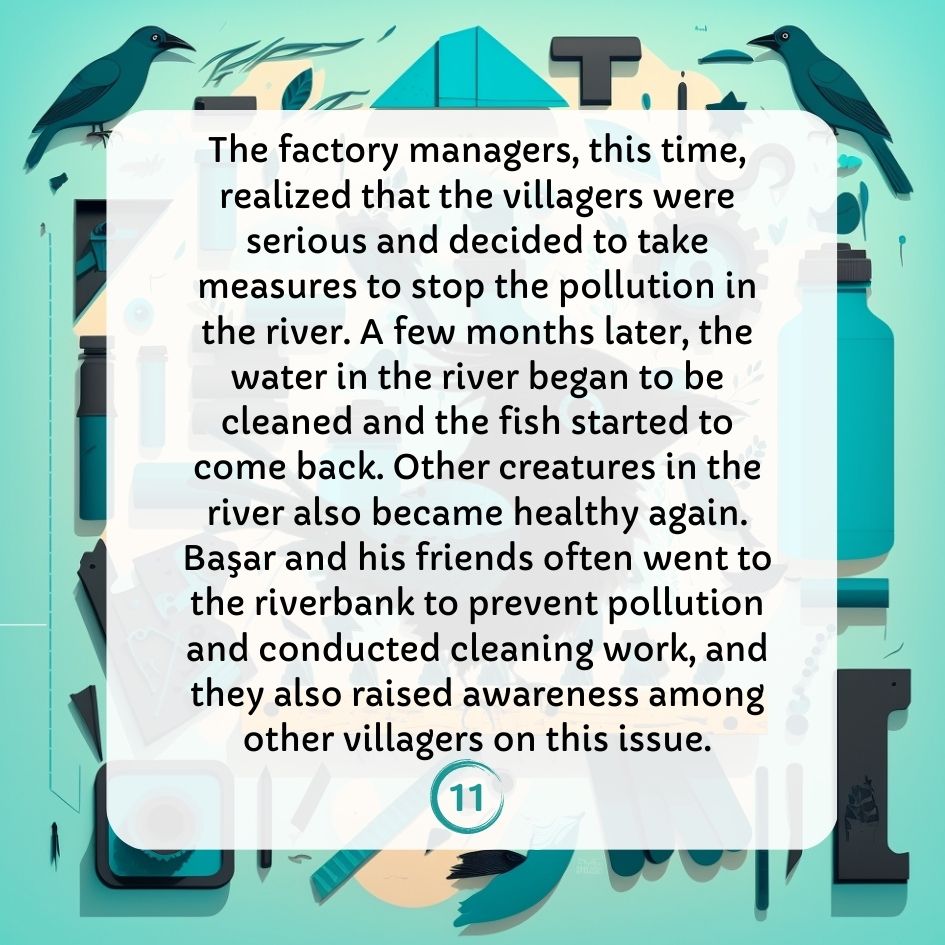 The factory managers, this time,
realized that the villagers were
serious and decided to take
measures to stop the pollution in
the river. A few months later, the
water in the river began to be
cleaned and the fish started to
come back. Other creatures in the
river also became healthy again.
Başar and his friends often went to
the riverbank to prevent pollution
and conducted cleaning work, and
they also raised awareness among
other villagers on this issue.
11